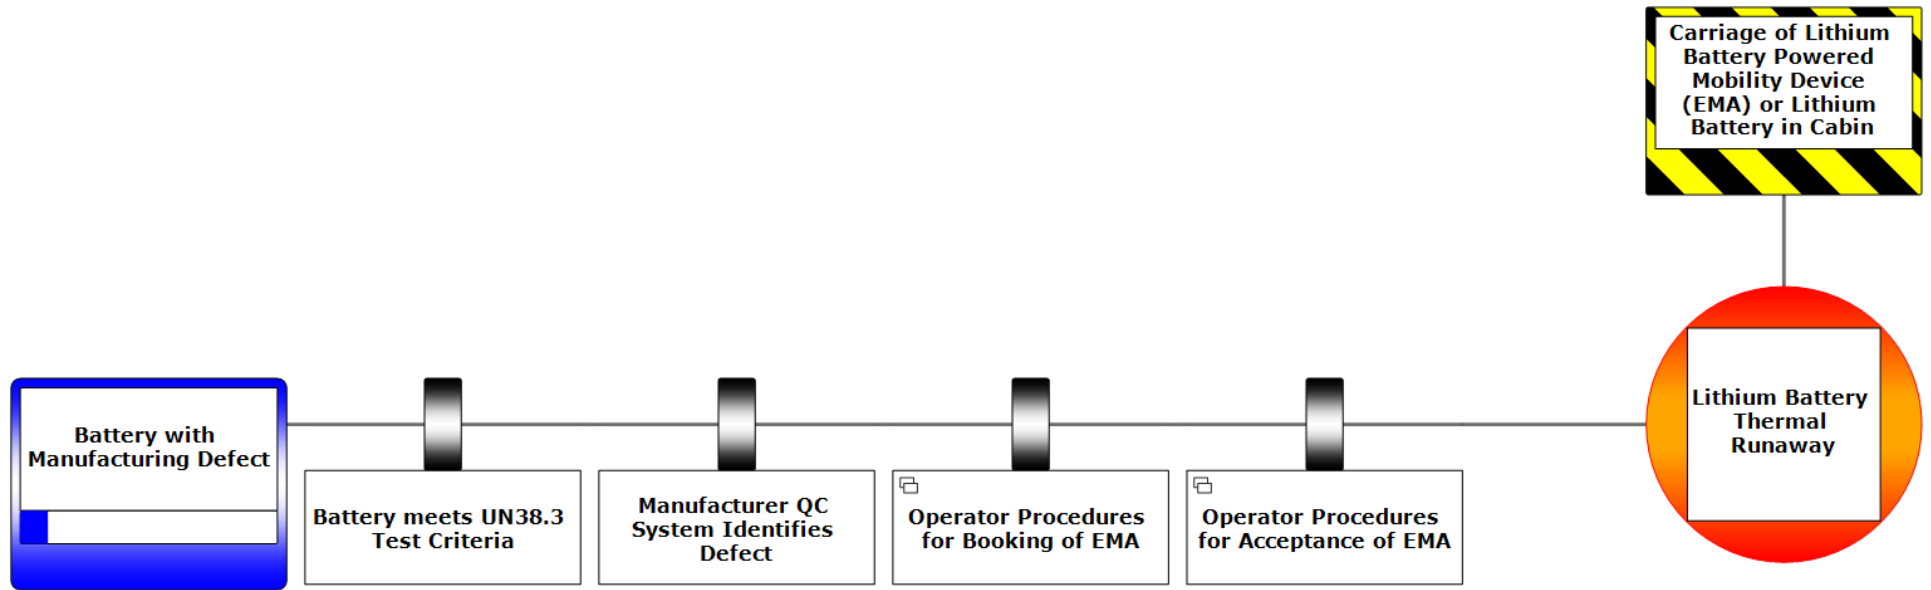 Carriage of Lithium
Battery Powered
Mobility Device
(EMA) or Lithium
Battery in Cabin
Battery with
Manufacturing Defect
Battery meets UN38.3
Test Criteria
Manufacturer QC
System Identifies
Defect
Operator Procedures
for Booking of EMA
Operator Procedures
for Acceptance of EMA
Lithium Battery
Thermal
Runaway